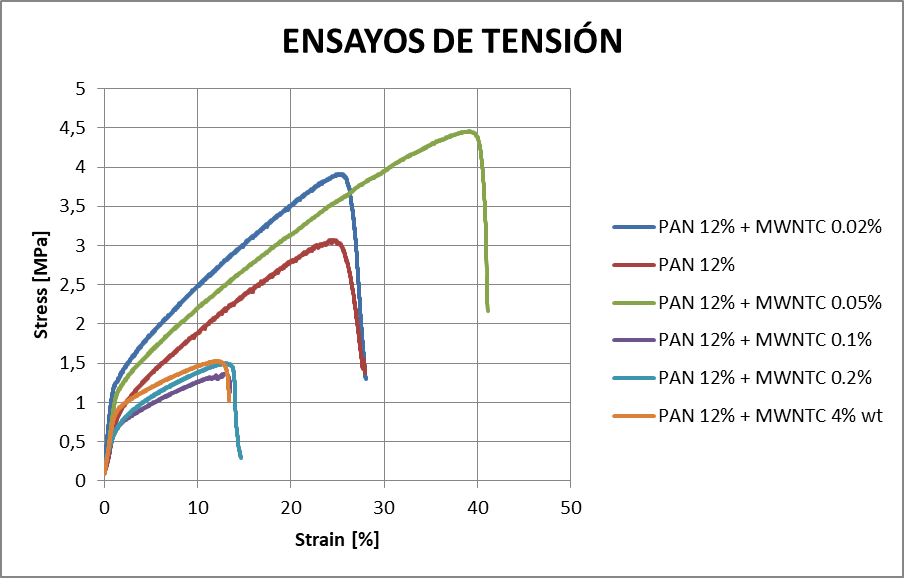 ENSAYOS DE TENSIÓN
Stress [MPa]
5
4,5
4
3,5
3
2,5
2
1,5
1
0,5
0
0 10 20 30 40 50
Strain [%]
PAN 12% + MWNTC 0.02%
PAN 12%
PAN 12% + MWNTC 0.05%
PAN 12% + MWNTC 0.1%
PAN 12% + MWNTC 0.2%
PAN 12% + MWNTC 4% wt